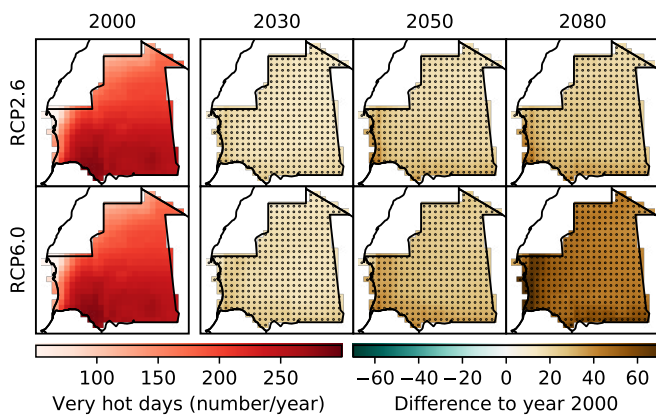 2000 2030 2050 2080
RCP2.6
RCP6.0
100 150 200 250 −60 −40 −20 0 20 40 60
Very hot days (number/year) Difference to year 2000